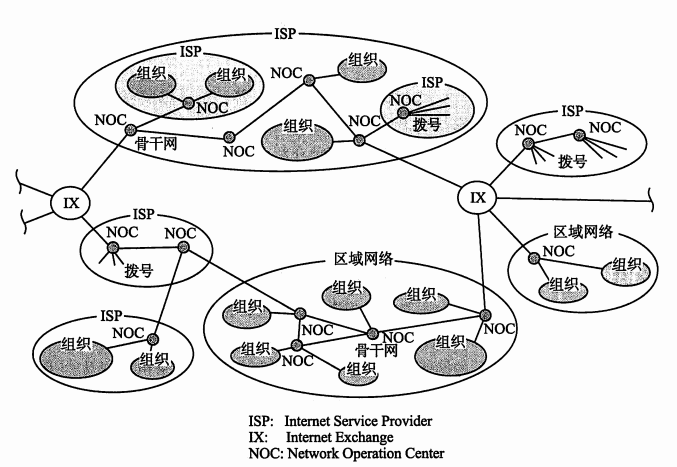 ISP
ISP
组织
组织
NOC
NOC
骨干网
NOC
NOC
组织
组织
NOC
ISP
NOC
拨号
ISP
NOC
NOC
拨号
IX
IX
ISP
NOC
NOC
拨号
区域网络
NOC
组织
组织
ISP
NOC
组织
组织
区域网络
组织
组织
组织
NOC
NOC
NOC
骨干网
组织
NOC
组织
组织
ISP: Internet Service Provider
IX: Internet Exchange
NOC: Network Operation Center